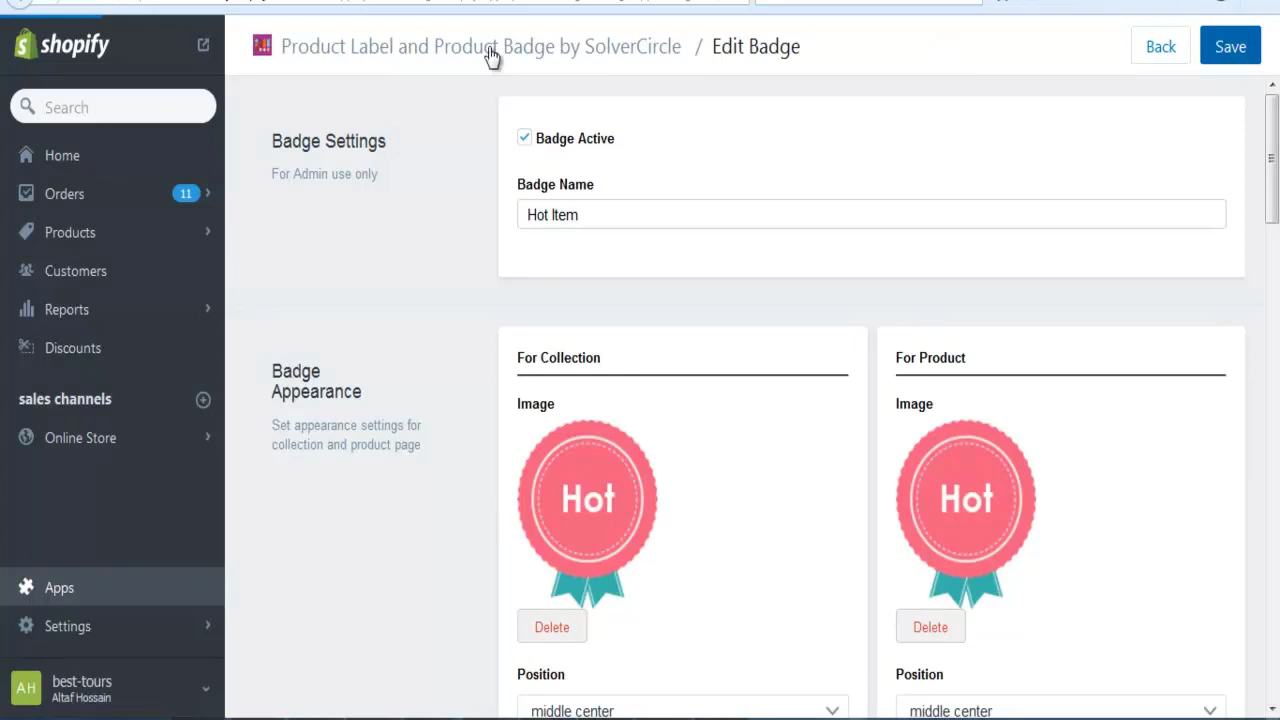 shopify
Product Label and Product Badge by SolverCircle / Edit Badge
Back
Save
Search
Home
Orders 11
Products
Customers
Reports
Discounts
sales channels
Online Store
Apps
Settings
AH
best-tours
Altaf Hossain
Badge Settings
For Admin use only
Badge Active
Badge Name
Hot Item
Badge
Appearance
Set appearance settings for
collection and product page
For Collection
Image
Hot
Delete
Position
middle center
For Product
Image
Hot
Delete
Position
middle center